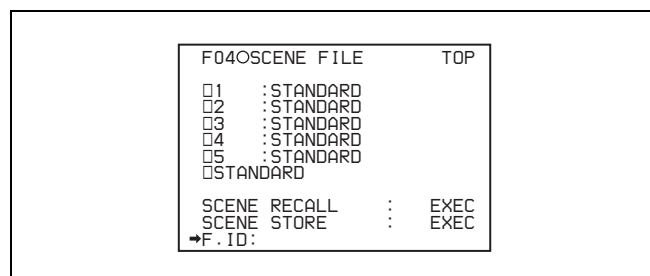 F04○SCENE FILE TOP
□1 :STANDARD
□2 :STANDARD
□3 :STANDARD
□4 :STANDARD
□5 :STANDARD
□STANDARD
SCENE RECALL : EXEC
SCENE STORE : EXEC
➡F.ID: